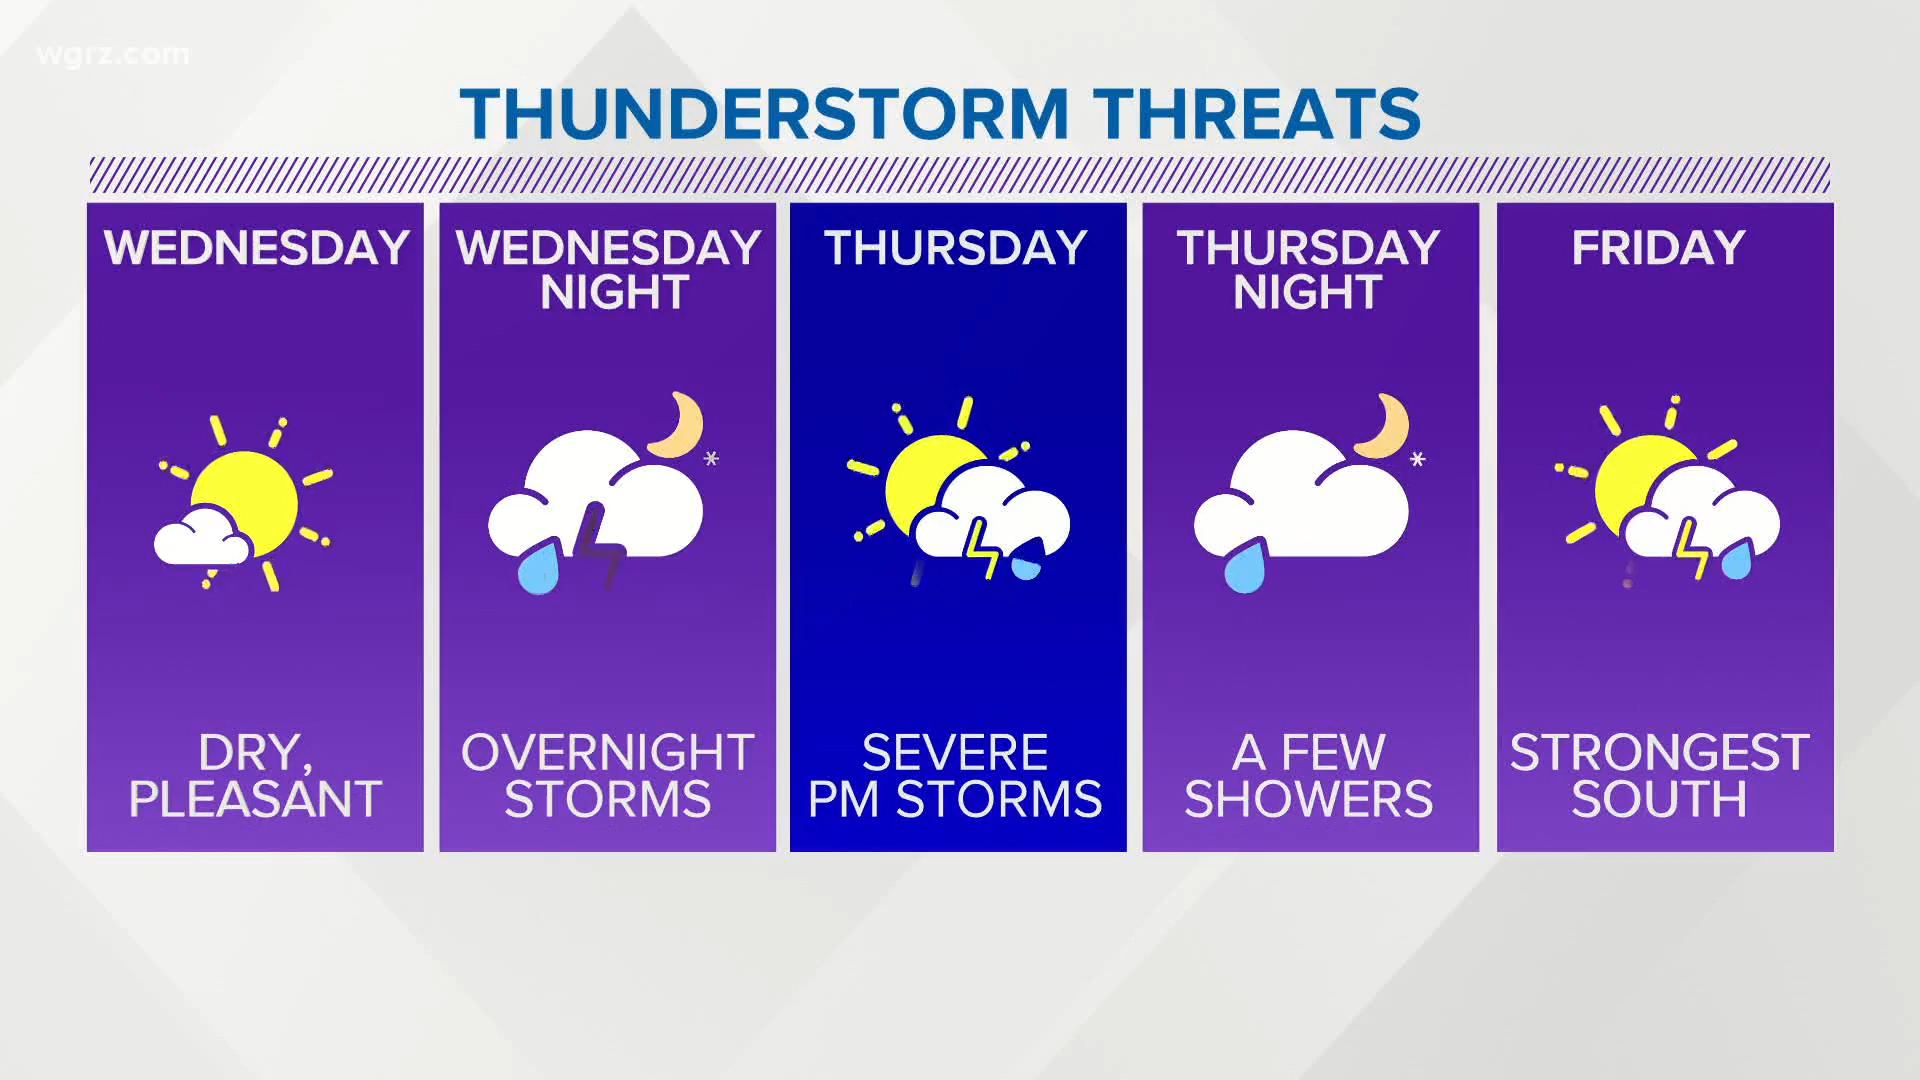 wgrz.com
THUNDERSTORM THREATS
WEDNESDAY
DRY,
PLEASANT
WEDNESDAY
NIGHT
OVERNIGHT
STORMS
THURSDAY
SEVERE
PM STORMS
THURSDAY
NIGHT
A FEW
SHOWERS
FRIDAY
STRONGEST
SOUTH